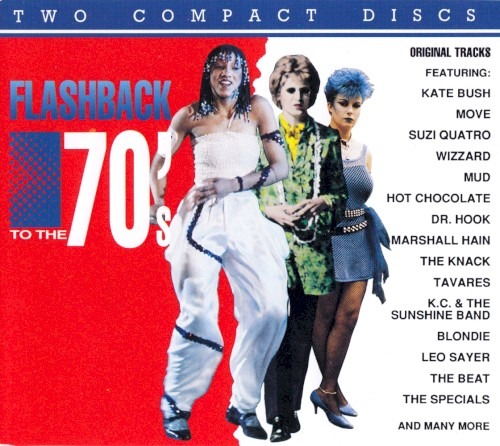 TWO COMPACT DISCS
FLASHBACK
TO THE 70's
ORIGINAL TRACKS
FEATURING:
KATE BUSH
MOVE
SUZI QUATRO
WIZZARD
MUD
HOT CHOCOLATE
DR. HOOK
MARSHALL HAIN
THE KNACK
TAVARES
K.C. & THE
SUNSHINE BAND
BLONDIE
LEO SAYER
THE BEAT
THE SPECIALS
AND MANY MORE